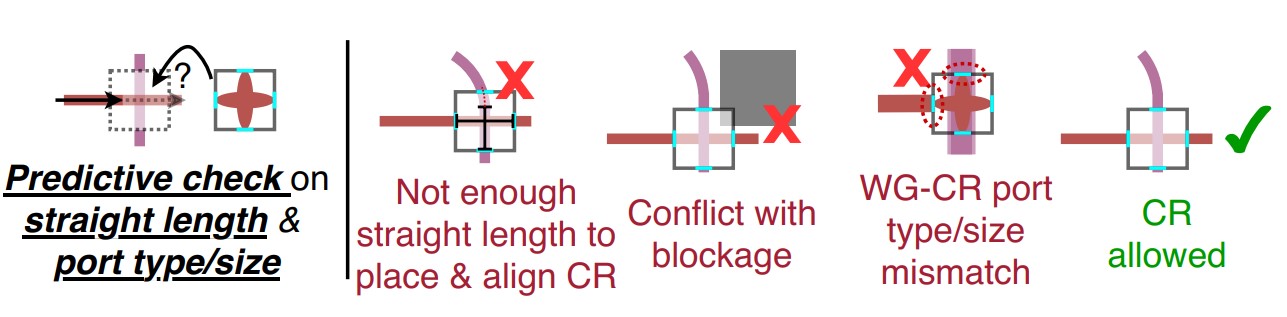 ?
Predictive check on
straight length &
port type/size
X
Not enough
straight length to
place & align CR
X
Conflict with
blockage
X
WG-CR port
type/size
mismatch
CR
allowed